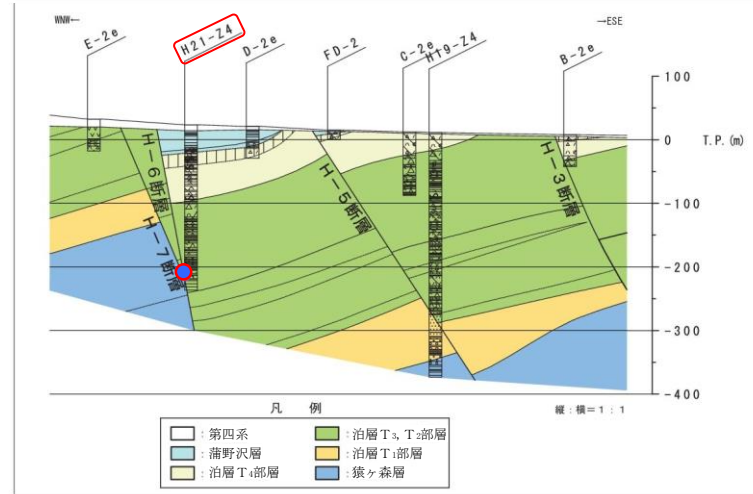 WNW←
→ESE
E-2e
H21-Z4
D-2e
FD-2
C-2e
H19-Z4
B-2e
100
0
T.P.(m)
-100
-200
-300
-400
H-6断層
H-7断層
H-5断層
H-3断層
縦:横=1:1
凡 例
:第四系
:蒲野沢層
:泊層T4部層
:泊層T3,T2部層
:泊層T1部層
:猿ヶ森層